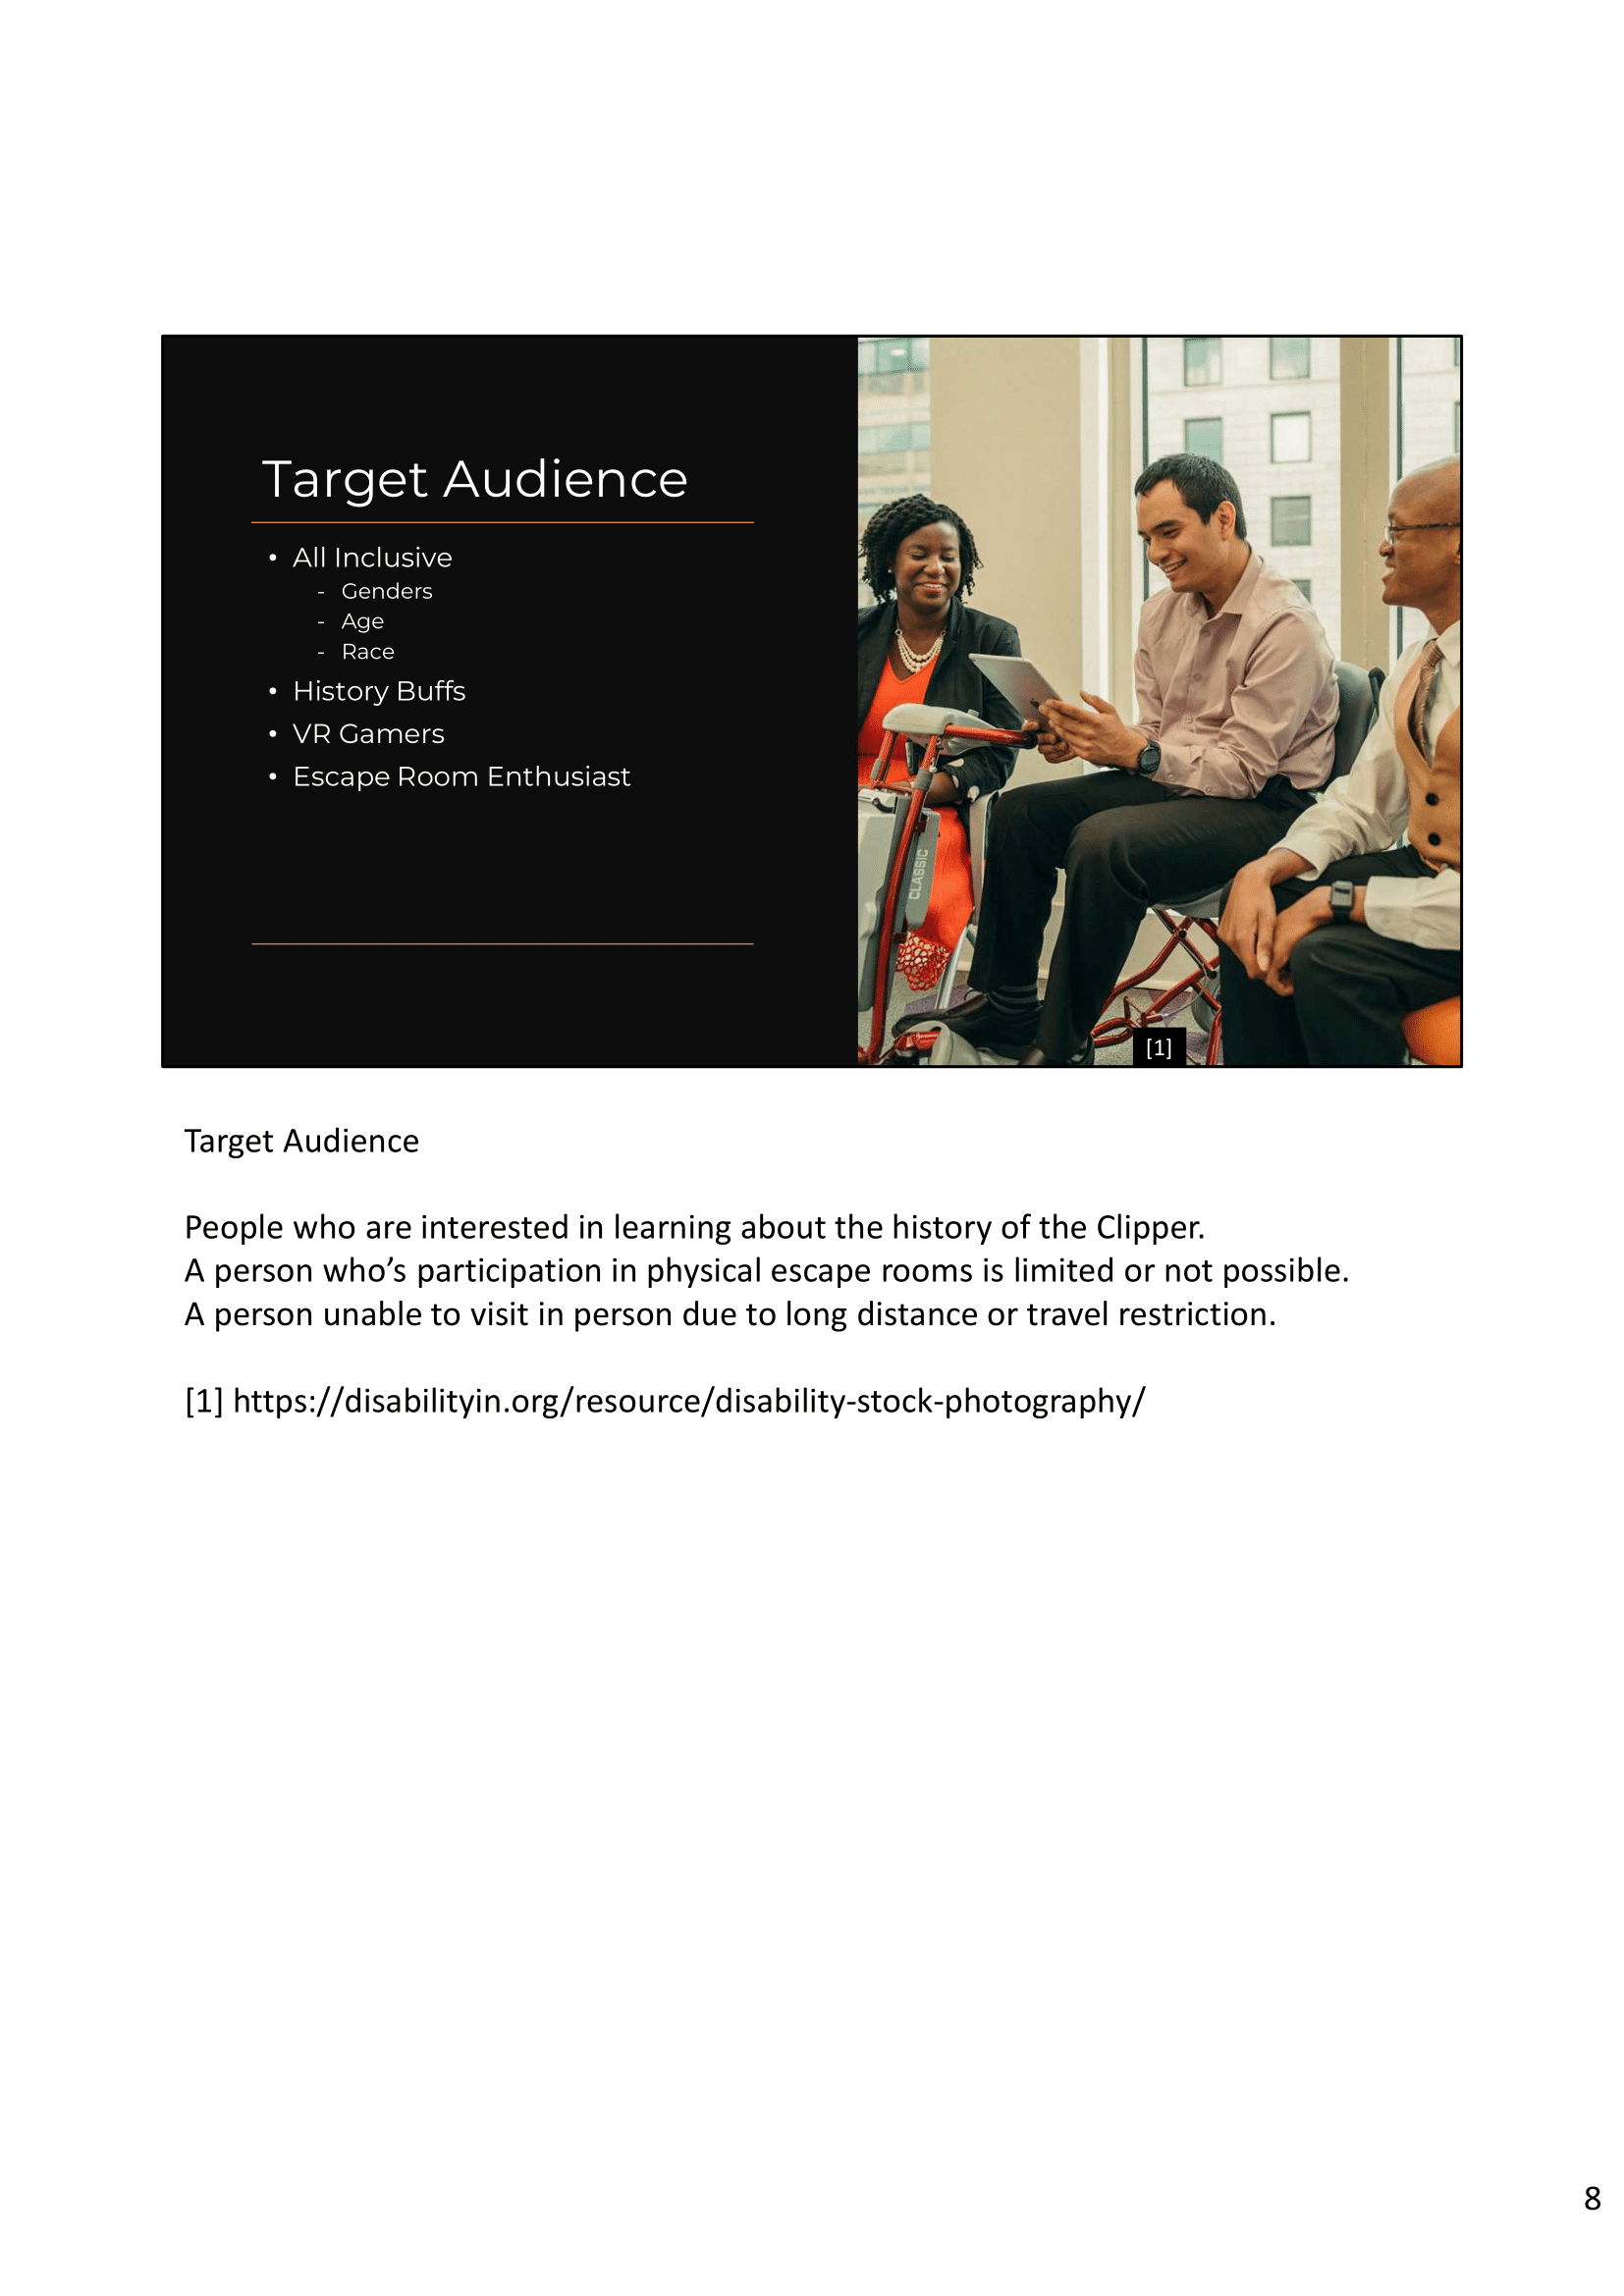 Target Audience
• All Inclusive
- Genders
- Age
- Race
• History Buffs
• VR Gamers
• Escape Room Enthusiast
CLASSIC
[1]
Target Audience
People who are interested in learning about the history of the Clipper.
A person who’s participation in physical escape rooms is limited or not possible.
A person unable to visit in person due to long distance or travel restriction.
[1] https://disabilityin.org/resource/disability-stock-photography/
8